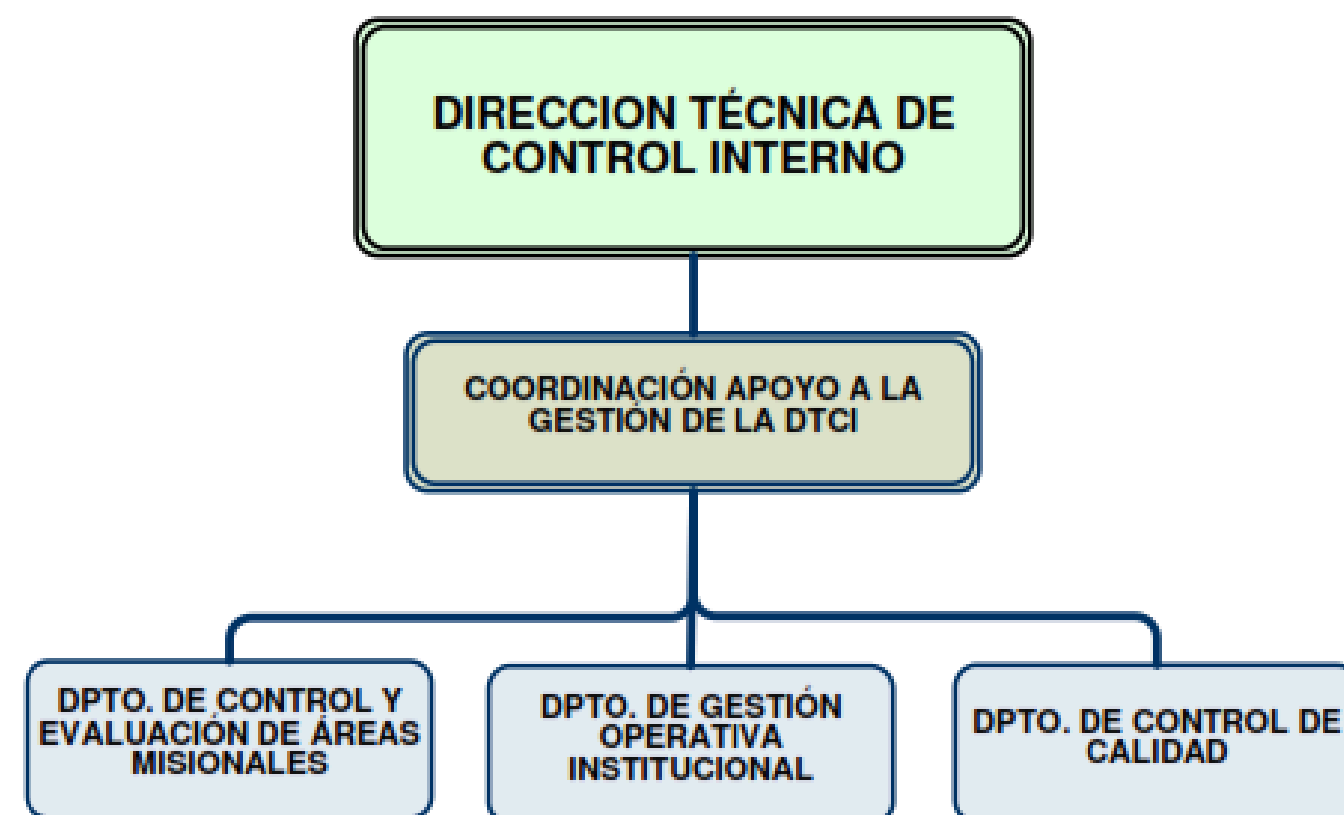 DIRECCION TÉCNICA DE
CONTROL INTERNO
COORDINACIÓN APOYO A LA
GESTIÓN DE LA DTCI
DPTO. DE CONTROL Y
EVALUACIÓN DE ÁREAS
MISIONALES
DPTO. DE GESTIÓN
OPERATIVA
INSTITUCIONAL
DPTO. DE CONTROL DE
CALIDAD